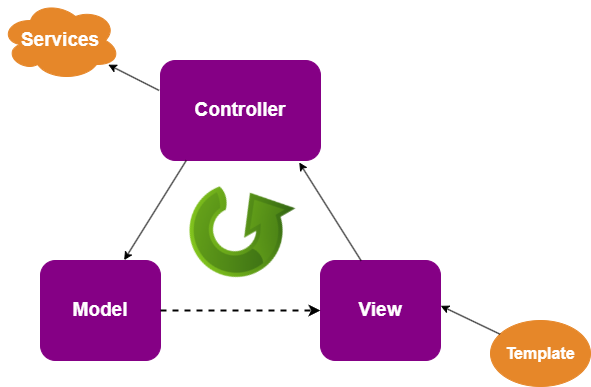 Services
Controller
Model
View
Template